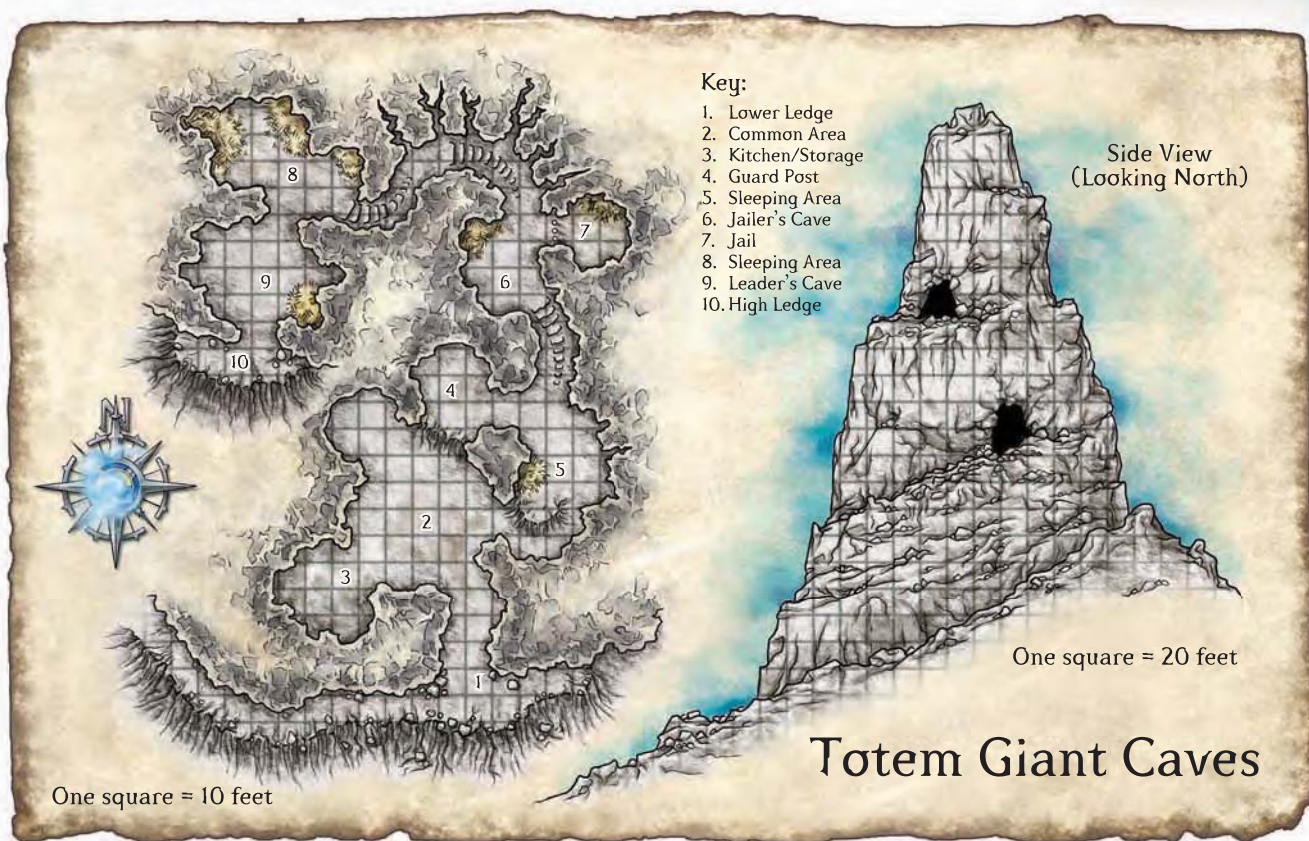 Key:
1. Lower Ledge
2. Common Area
3. Kitchen/Storage
4. Guard Post
5. Sleeping Area
6. Jailer's Cave
7. Jail
8. Sleeping Area
9. Leader's Cave
10. High Ledge
Side View
(Looking North)
8
7
9
6
10
4
N
5
2
3
1
One square = 20 feet
Totem Giant Caves
One square = 10 feet